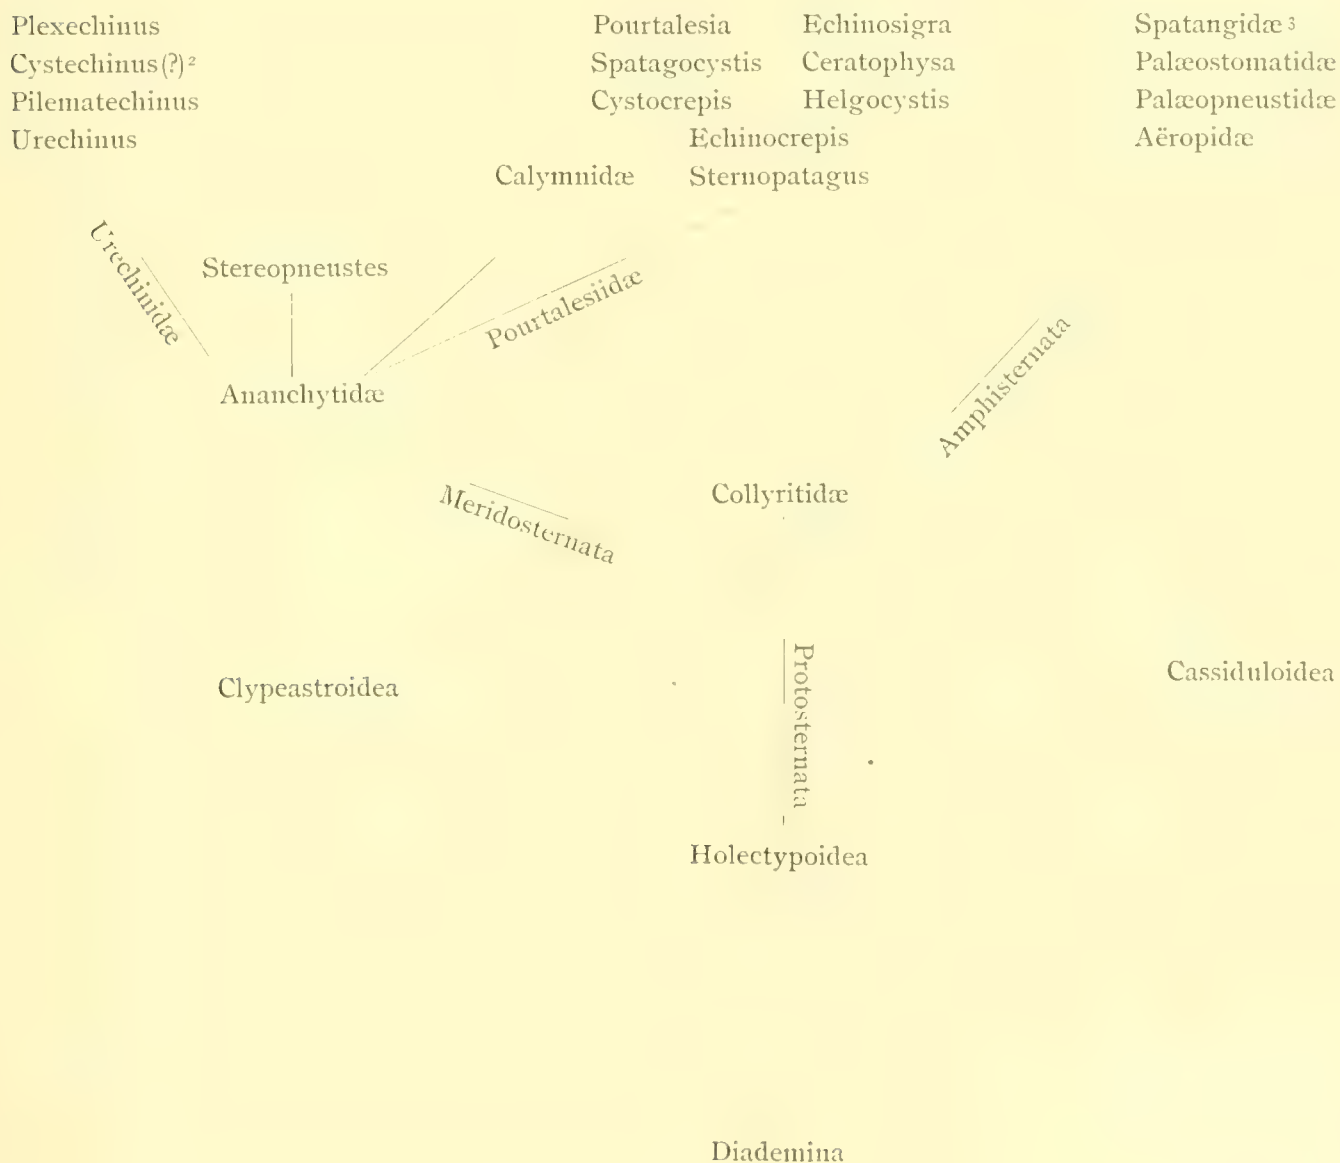 Plexechinus Pourtalesia Echinosigra Spatangidæ 3
Cystechinus (?) 2 Spatagocystis Ceratophysa Palæostomatidæ
Pilematechinus Cystocrepis Helgocystis Palæopneustidæ
Urechinus Echinocrepis Aëropidæ
Calymnidæ Sternopatagus
Urechinidæ
Stereopneustes
Pourtalesiidæ
Amphisternata
Ananchytidæ
Meridosternata
Collyritidæ
Protosternata
Clypeastroidea
Cassiduloidea
Holectypoidea
Diademina